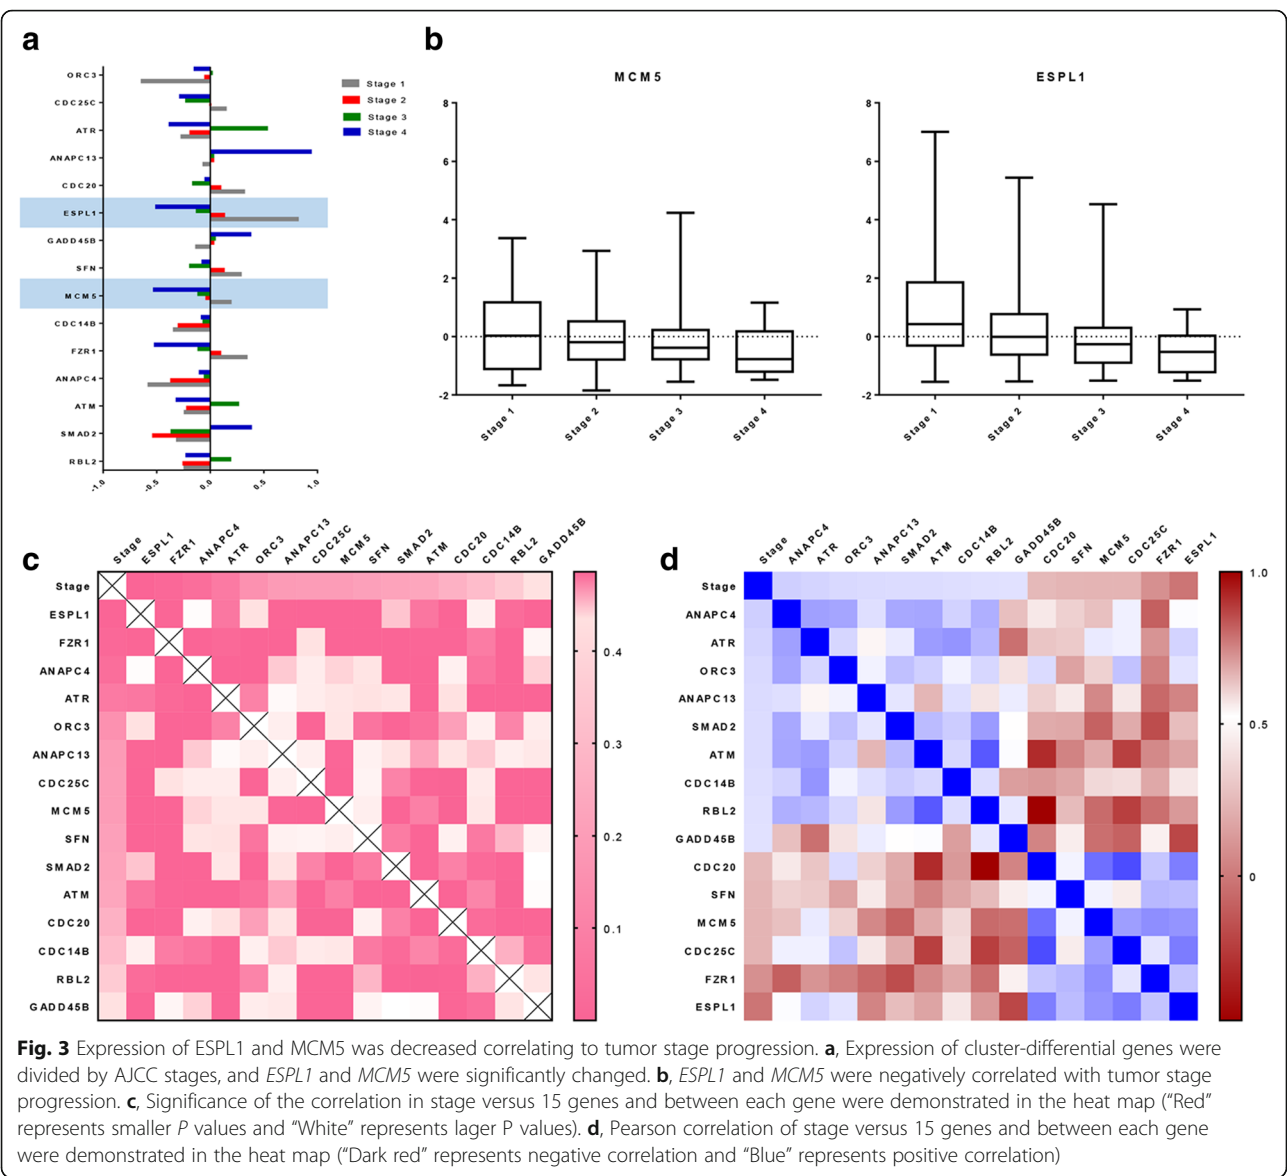 a
ORC3
CDC25C
ATR
ANAPC13
CDC20
ESPL1
GADD45B
SFN
MCM5
CDC14B
FZR1
ANAPC4
ATM
SMAD2
RBL2
-1.0 -0.5 0.0 0.5 1.0
Stage 1
Stage 2
Stage 3
Stage 4
b
MCM5
8
6
4
2
0
-2
Stage 1 Stage 2 Stage 3 Stage 4
ESPL1
8
6
4
2
0
-2
Stage 1 Stage 2 Stage 3 Stage 4
c
Stage ESPL1 FZR1 ANAPC4 ATR ORC3 ANAPC13 CDC25C MCM5 SFN SMAD2 ATM CDC20 CDC14B RBL2 GADD45B
Stage
ESPL1
FZR1
ANAPC4
ATR
ORC3
ANAPC13
CDC25C
MCM5
SFN
SMAD2
ATM
CDC20
CDC14B
RBL2
GADD45B
0.4
0.3
0.2
0.1
d
Stage ANAPC4 ATR ORC3 ANAPC13 SMAD2 ATM CDC14B RBL2 GADD45B CDC20 SFN MCM5 CDC25C FZR1 ESPL1
Stage
ANAPC4
ATR
ORC3
ANAPC13
SMAD2
ATM
CDC14B
RBL2
GADD45B
CDC20
SFN
MCM5
CDC25C
FZR1
ESPL1
1.0
0.5
0
Fig. 3 Expression of ESPL1 and MCM5 was decreased correlating to tumor stage progression. a, Expression of cluster-differential genes were
divided by AJCC stages, and ESPL1 and MCM5 were significantly changed. b, ESPL1 and MCM5 were negatively correlated with tumor stage
progression. c, Significance of the correlation in stage versus 15 genes and between each gene were demonstrated in the heat map (“Red”
represents smaller P values and “White” represents lager P values). d, Pearson correlation of stage versus 15 genes and between each gene
were demonstrated in the heat map (“Dark red” represents negative correlation and “Blue” represents positive correlation)